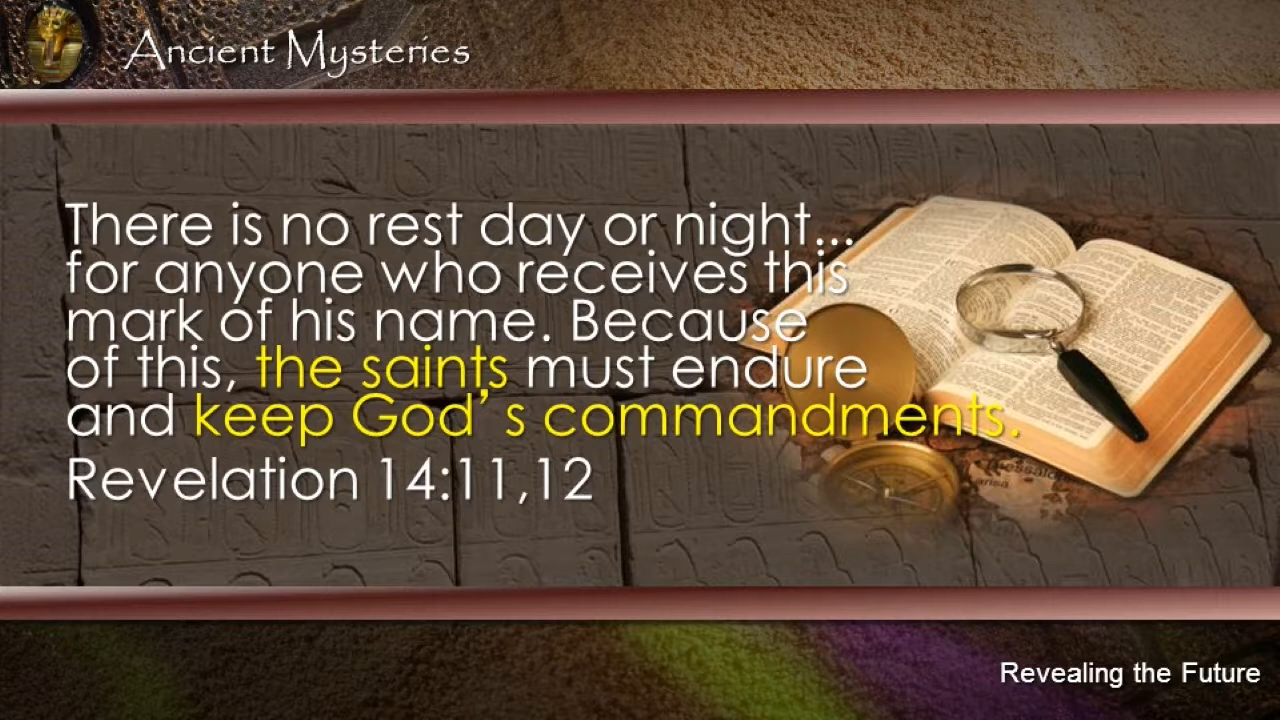 Ancient Mysteries
There is no rest day or night...
for anyone who receives this
mark of his name. Because
of this, the saints must endure
and keep God’s commandments.
Revelation 14:11,12
Revealing the Future